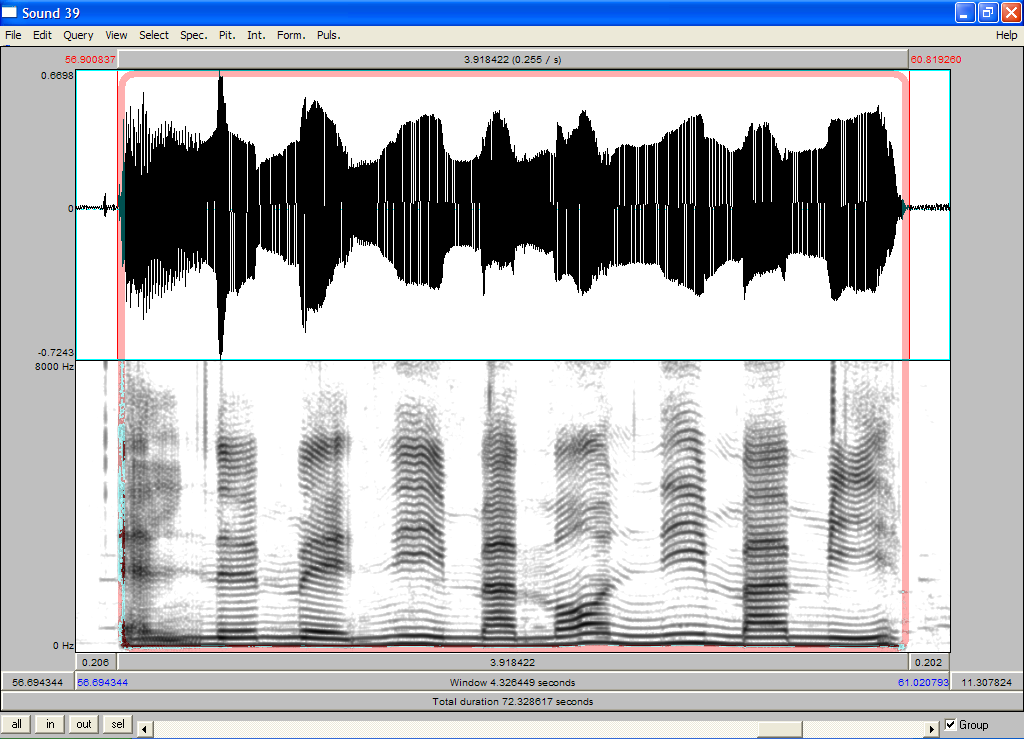 Sound 39
File Edit Query View Select Spec. Pit. Int. Form. Puls. Help
56.900837 3.918422 (0.255 / s) 60.819260
0.6698
0
-0.7243
8000 Hz
0 Hz
0.206 3.918422 0.202
56.694344 56.694344 Window 4.326449 seconds 61.020793 11.307824
Total duration 72.328617 seconds
all in out sel Group